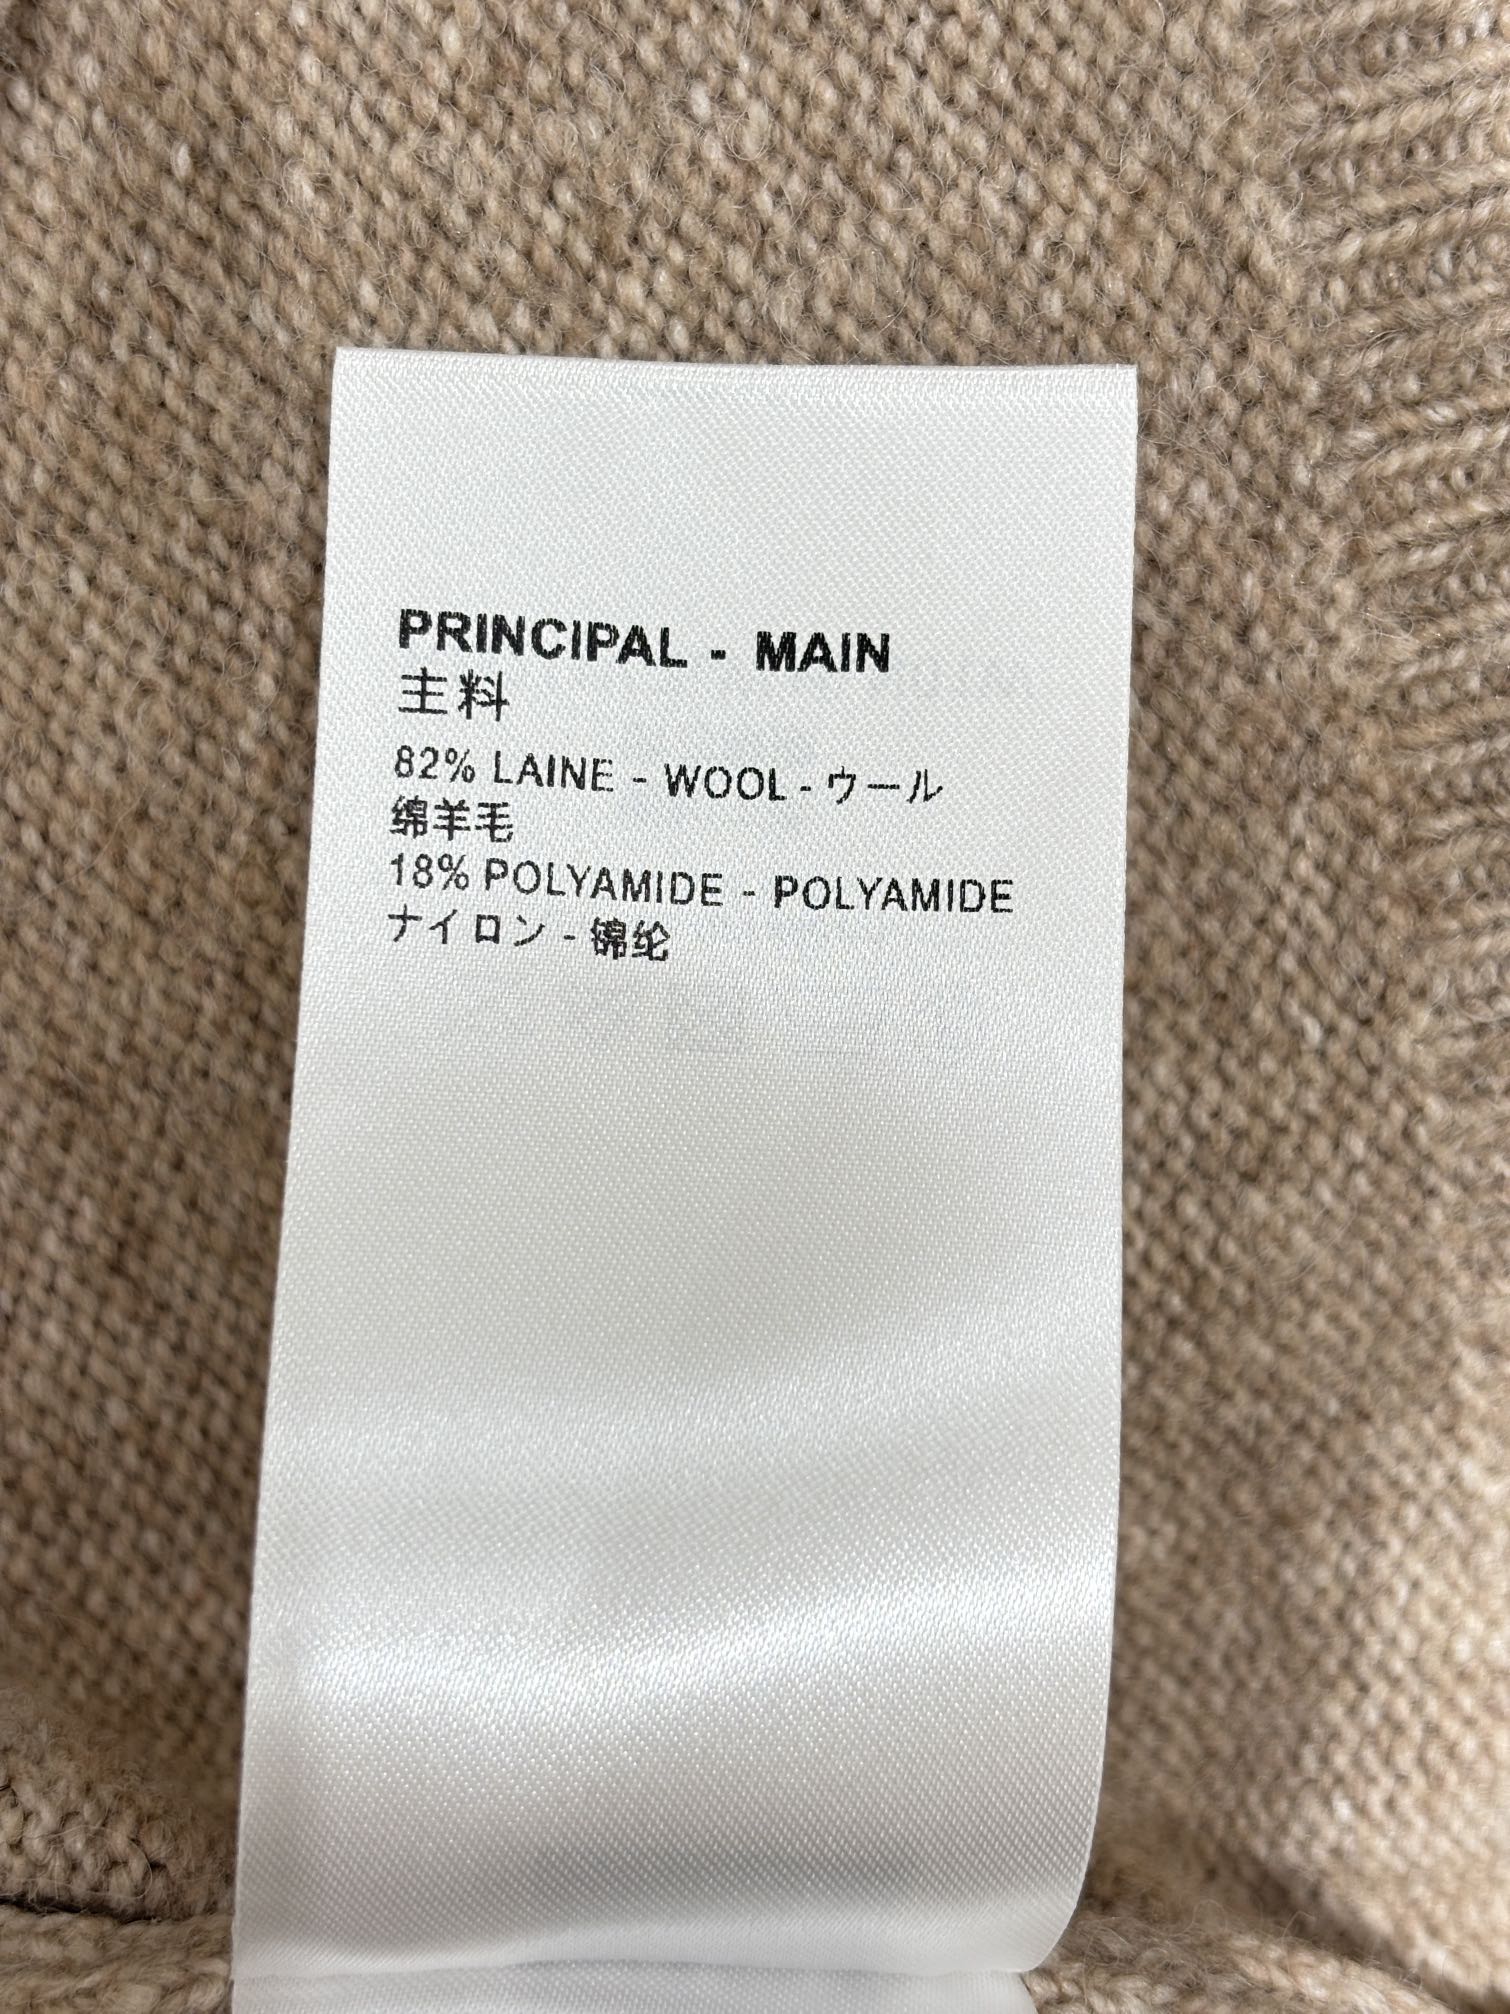 PRINCIPAL - MAIN
主料
82% LAINE - WOOL - ウール
绵羊毛
18% POLYAMIDE - POLYAMIDE
ナイロン - 锦纶